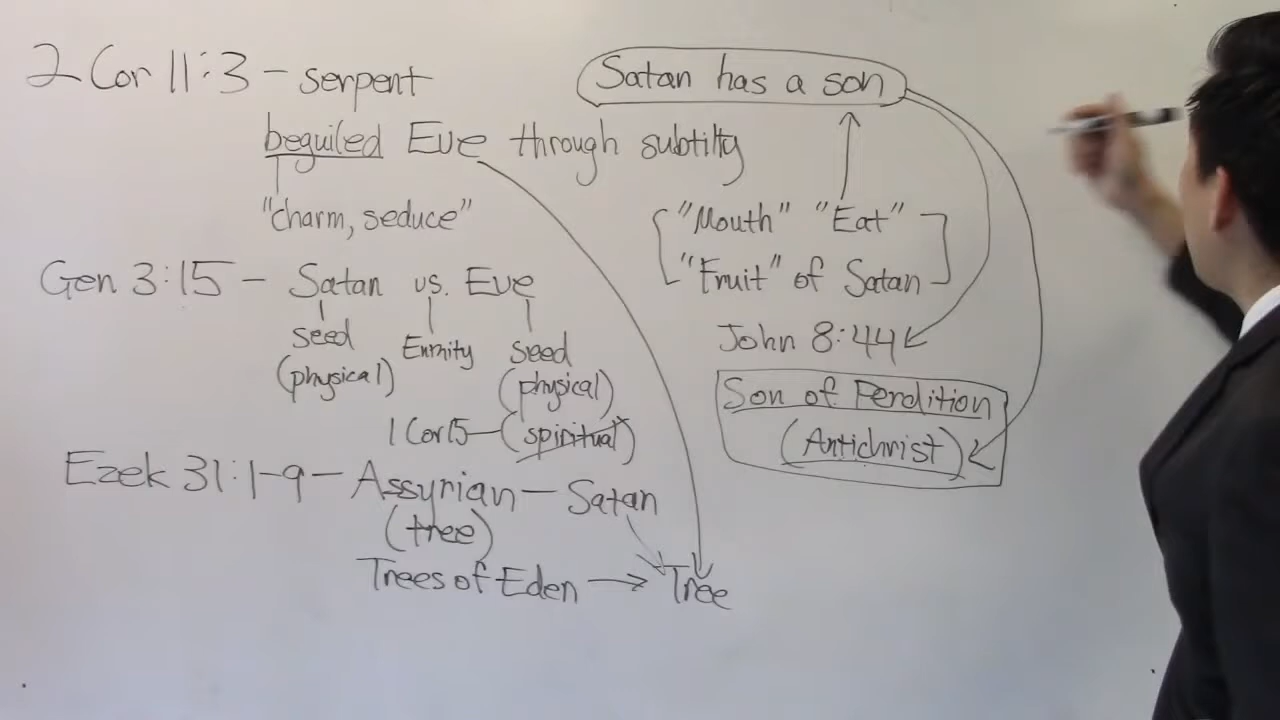 2 Cor 11:3 - serpent
beguiled Eve through subtilty
"charm, seduce"
Gen 3:15 - Satan vs. Eve
seed Enmity seed
(physical) (physical)
1 Cor 15 - (spiritual)
Ezek 31:1-9 - Assyrian - Satan
(tree)
Trees of Eden → Tree
Satan has a son
"Mouth" "Eat"
"Fruit" of Satan
John 8:44
Son of Perdition
(Antichrist)